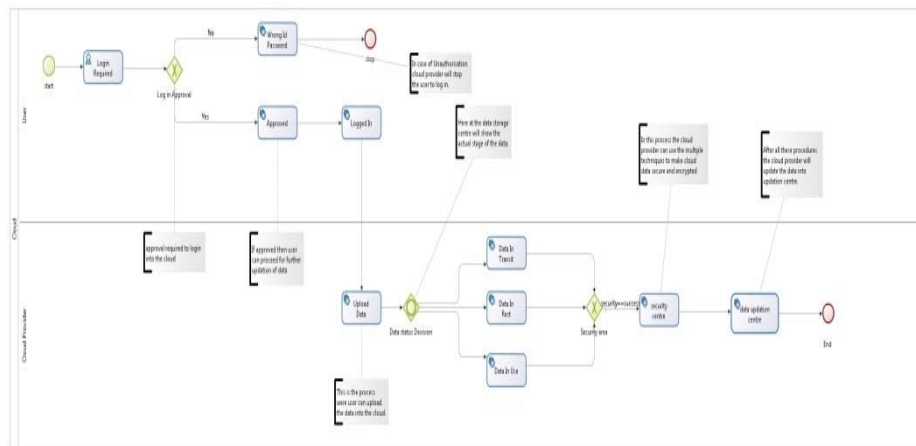 Cloud
User
Cloud Provider
start
Login
Required
Log in Approval
No
Wrong Id
Password
stop
In case of Unauthorisation
cloud provider will stop
the user to log in.
Yes
Approved
Logged In
Here at the data storage
centre will show the
actual stage of the data
In this process the cloud
provider can use the multiple
techniques to make cloud
data secure end encrypted
After all these procedures
the cloud provider will
update the data into
updation centre.
approval required to login
into the cloud
If approved then user
can proceed for further
updation of data
Upload
Data
Data status Decision
Data In
Transit
Data In
Rest
Data In Use
Security area
security==success
security
centre
data updation
centre
End
This is the process
were user can upload
the data into the cloud